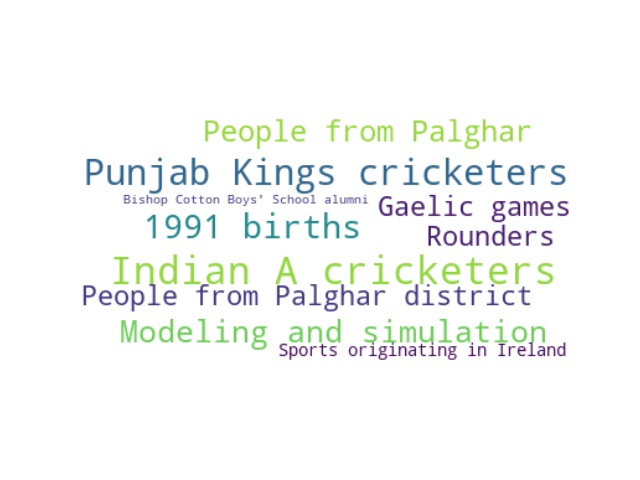 People from Palghar
Punjab Kings cricketers
Bishop Cotton Boys' School alumni
Gaelic games
1991 births
Rounders
Indian A cricketers
People from Palghar district
Modeling and simulation
Sports originating in Ireland